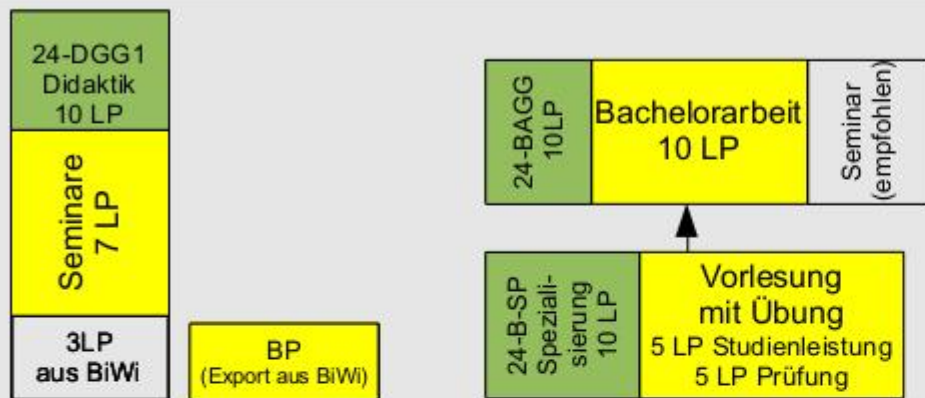 24-DGG1
Didaktik
10 LP
Seminare
7 LP
3LP
aus BiWi
BP
(Export aus BiWi)
24-BAGG
10LP
Bachelorarbeit
10 LP
Seminar
(empfohlen)
24-B-SP
Speziali-
sierung
10 LP
Vorlesung
mit Übung
5 LP Studienleistung
5 LP Prüfung